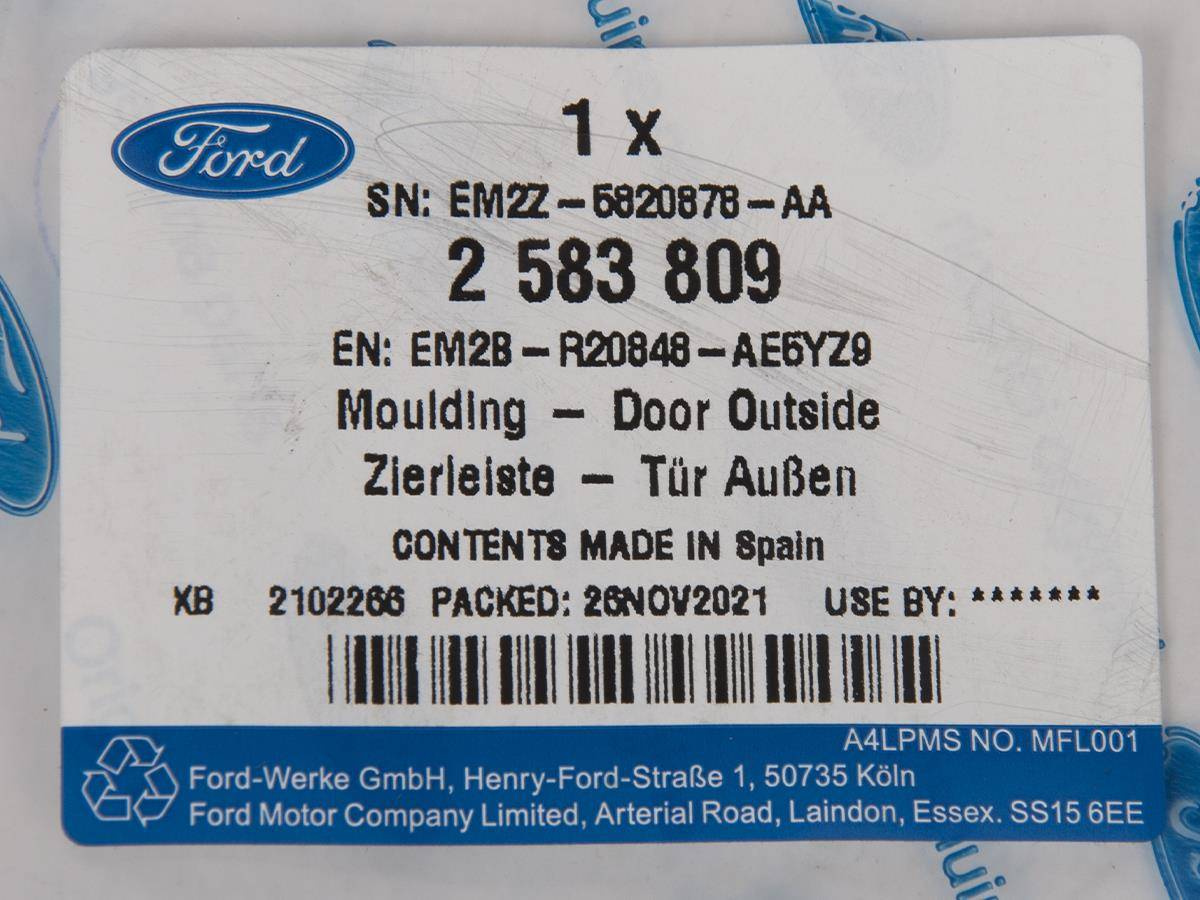 Ford
1 x
SN: EM2Z-5820878-AA
2 583 809
EN: EM2B-R20848-AE5YZ9
Moulding - Door Outside
Zierleiste - Tür Außen
CONTENTS MADE IN Spain
XB 2102266 PACKED: 26NOV2021 USE BY: *******
A4LPMS NO. MFL001
Ford-Werke GmbH, Henry-Ford-Straße 1, 50735 Köln
Ford Motor Company Limited, Arterial Road, Laindon, Essex. SS15 6EE